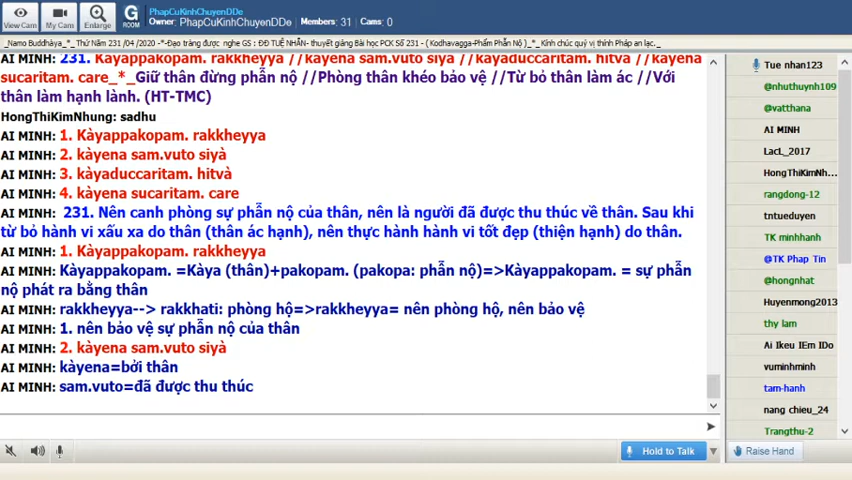 View Cam
My Cam
Enlarge
G
ROOM
PhapCuKinhChuyenDDe
Owner: PhapCuKinhChuyenDDe Members: 31 Cams: 0
_Namo Buddhàya_*_ Thứ Năm 23 /04 /2020 -*-Đạo tràng được nghe GS : ĐĐ TUỆ NHÂN- thuyết giảng Bài học PCK Số 231 - ( Kodhavagga-Phẩm Phẫn Nộ )_*_ Kính chúc quý vị thính Pháp an lạc._
AI MINH: 231. Kàyappakopam. rakkheyya //kàyena sam.vuto siyà //kàyaduccaritam. hitvà //kàyena
sucaritam. care_*_Giữ thân đừng phẫn nộ //Phòng thân khéo bảo vệ //Từ bỏ thân làm ác //Với
thân làm hạnh lành. (HT-TMC)
HongThiKimNhung: sadhu
AI MINH: 1. Kàyappakopam. rakkheyya
AI MINH: 2. kàyena sam.vuto siyà
AI MINH: 3. kàyaduccaritam. hitvà
AI MINH: 4. kàyena sucaritam. care
AI MINH: 231. Nên canh phòng sự phẫn nộ của thân, nên là người đã được thu thúc về thân. Sau khi
từ bỏ hành vi xấu xa do thân (thân ác hạnh), nên thực hành hành vi tốt đẹp (thiện hạnh) do thân.
AI MINH: 1. Kàyappakopam. rakkheyya
AI MINH: Kàyappakopam. =Kàya (thân)+pakopam. (pakopa: phẫn nộ)=>Kàyappakopam. = sự phẫn
nộ phát ra bằng thân
AI MINH: rakkheyya--> rakkhati: phòng hộ=>rakkheyya= nên phòng hộ, nên bảo vệ
AI MINH: 1. nên bảo vệ sự phẫn nộ của thân
AI MINH: 2. kàyena sam.vuto siyà
AI MINH: kàyena=bởi thân
AI MINH: sam.vuto=đã được thu thúc
Hold to Talk
Tue nhan123
@nhuthuynh109
@vatthana
AI MINH
LacL_2017
HongThiKimNh...
rangdong-12
tntueduyen
TK minhhanh
@TK Phap Tin
@hongnhat
Huyenmong2013
thy lam
Ai Ikeu IEm IDo
vuminhminh
tam-hanh
nang chieu_24
Trangthu-2
Raise Hand